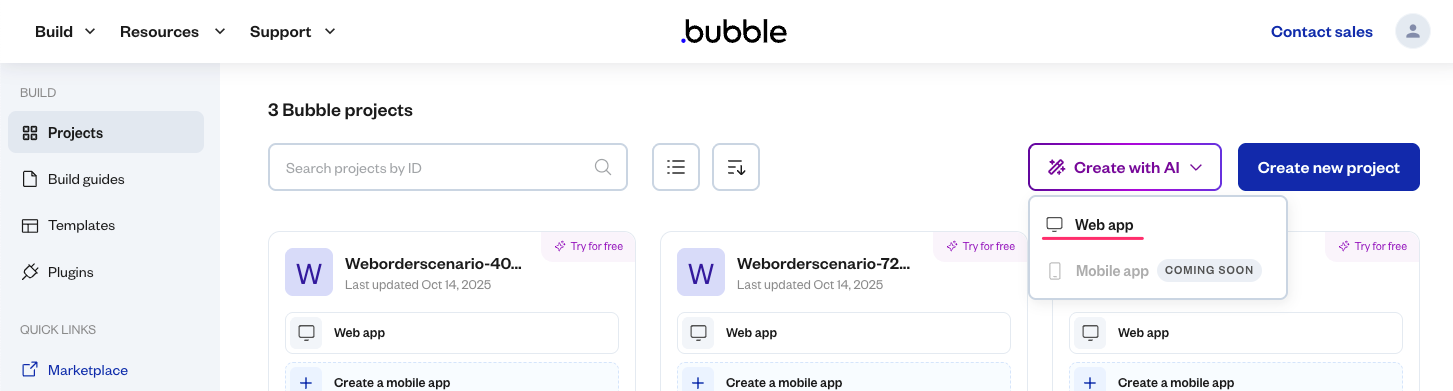 Build Resources Support .bubble Contact sales
BUILD
3 Bubble projects
Projects
Search projects by ID
Create with AI
Create new project
Build guides
Templates
Plugins
Web app
Mobile app COMING SOON
W Weborderscenario-40... Try for free
Last updated Oct 14, 2025
Web app
Create a mobile app
W Weborderscenario-72... Try for free
Last updated Oct 14, 2025
Web app
Create a mobile app
Try for free
Web app
Create a mobile app
QUICK LINKS
Marketplace